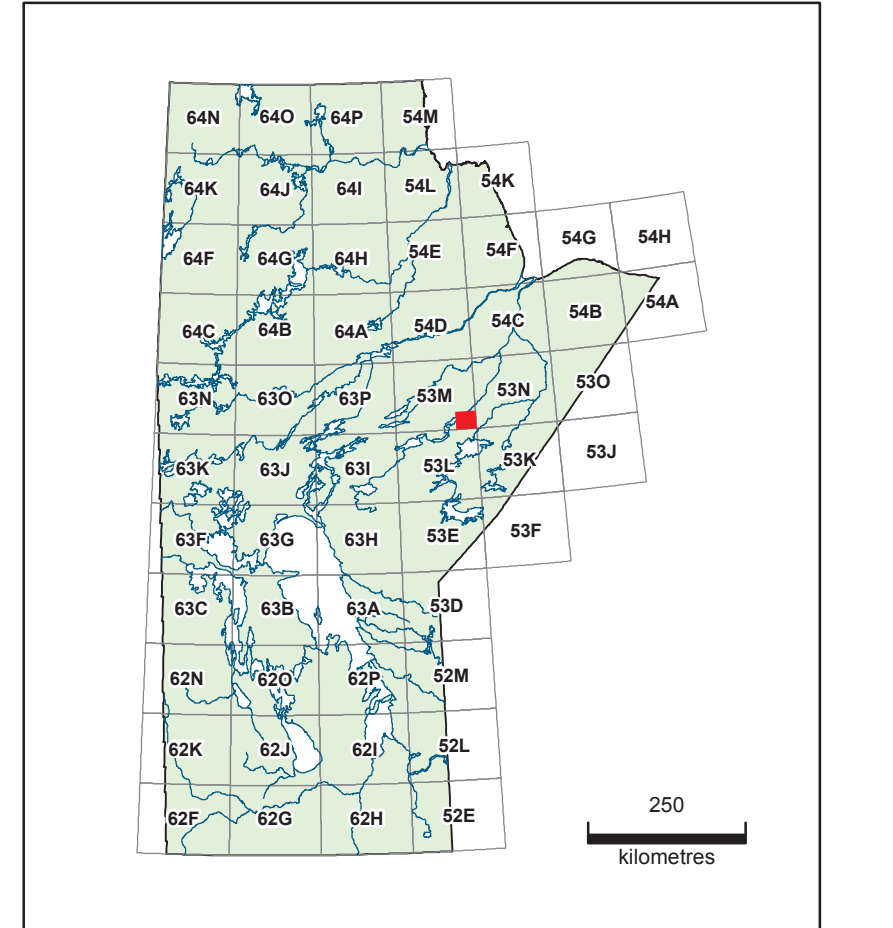 64N 64O 64P 54M
64K 64J 64I 54L 54K
64F 64G 64H 54E 54F 54G 54H
64C 64B 64A 54D 54C 54B 54A
63N 63O 63P 53M 53N 53O
63K 63J 63I 53L 53K 53J
63F 63G 63H 53E 53F
63C 63B 63A 53D
62N 62O 62P 52M
62K 62J 62I 52L
62F 62G 62H 52E
250
kilometres